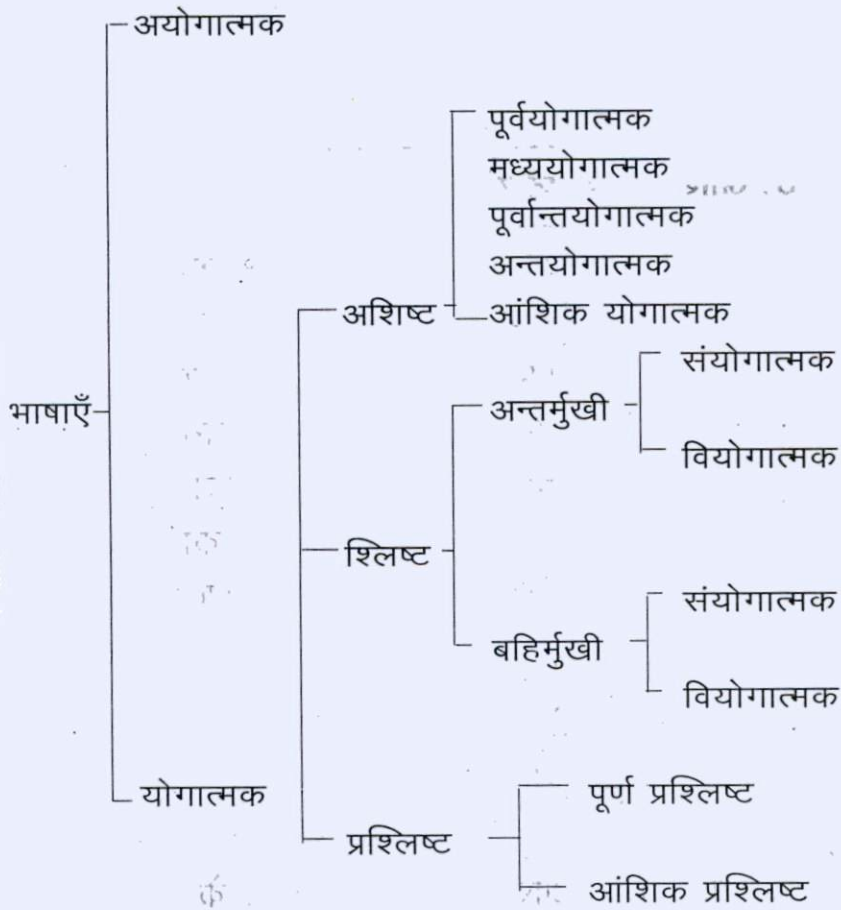 अयोगात्मक
पूर्वयोगात्मक
मध्ययोगात्मक
पूर्वान्तयोगात्मक
अन्तयोगात्मक
अशिष्ट
आंशिक योगात्मक
संयोगात्मक
भाषाएँ
अन्तर्मुखी
वियोगात्मक
श्लिष्ट
संयोगात्मक
बहिर्मुखी
वियोगात्मक
योगात्मक
पूर्ण प्रश्लिष्ट
प्रश्लिष्ट
आंशिक प्रश्लिष्ट